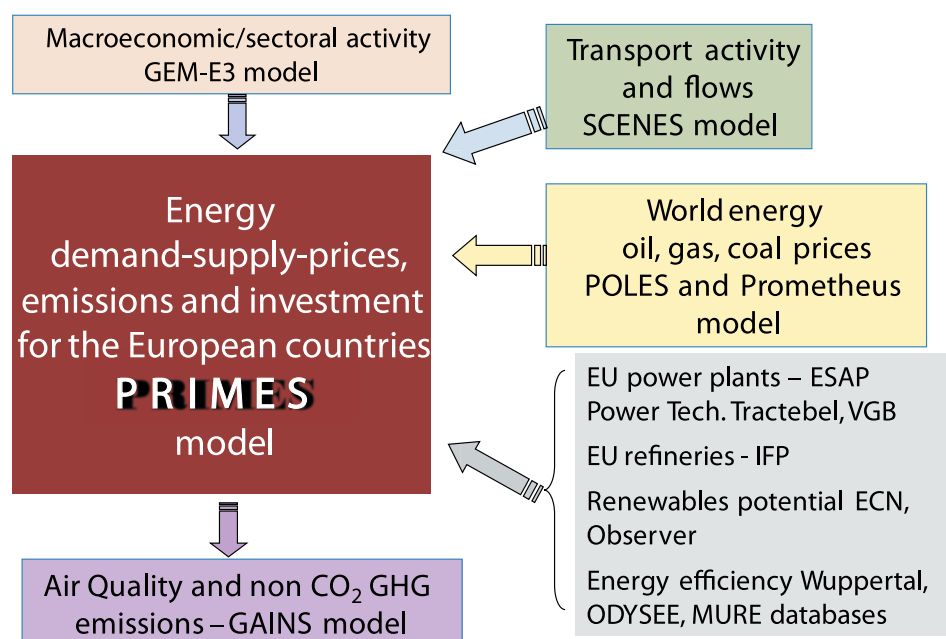 Macroeconomic/sectoral activity
GEM-E3 model
Transport activity
and flows
SCENES model
Energy
demand-supply-prices,
emissions and investment
for the European countries
PRIMES
model
World energy
oil, gas, coal prices
POLES and Prometheus
model
EU power plants – ESAP
Power Tech. Tractebel, VGB
EU refineries - IFP
Renewables potential ECN,
Observer
Energy efficiency Wuppertal,
ODYSEE, MURE databases
Air Quality and non CO₂ GHG
emissions – GAINS model